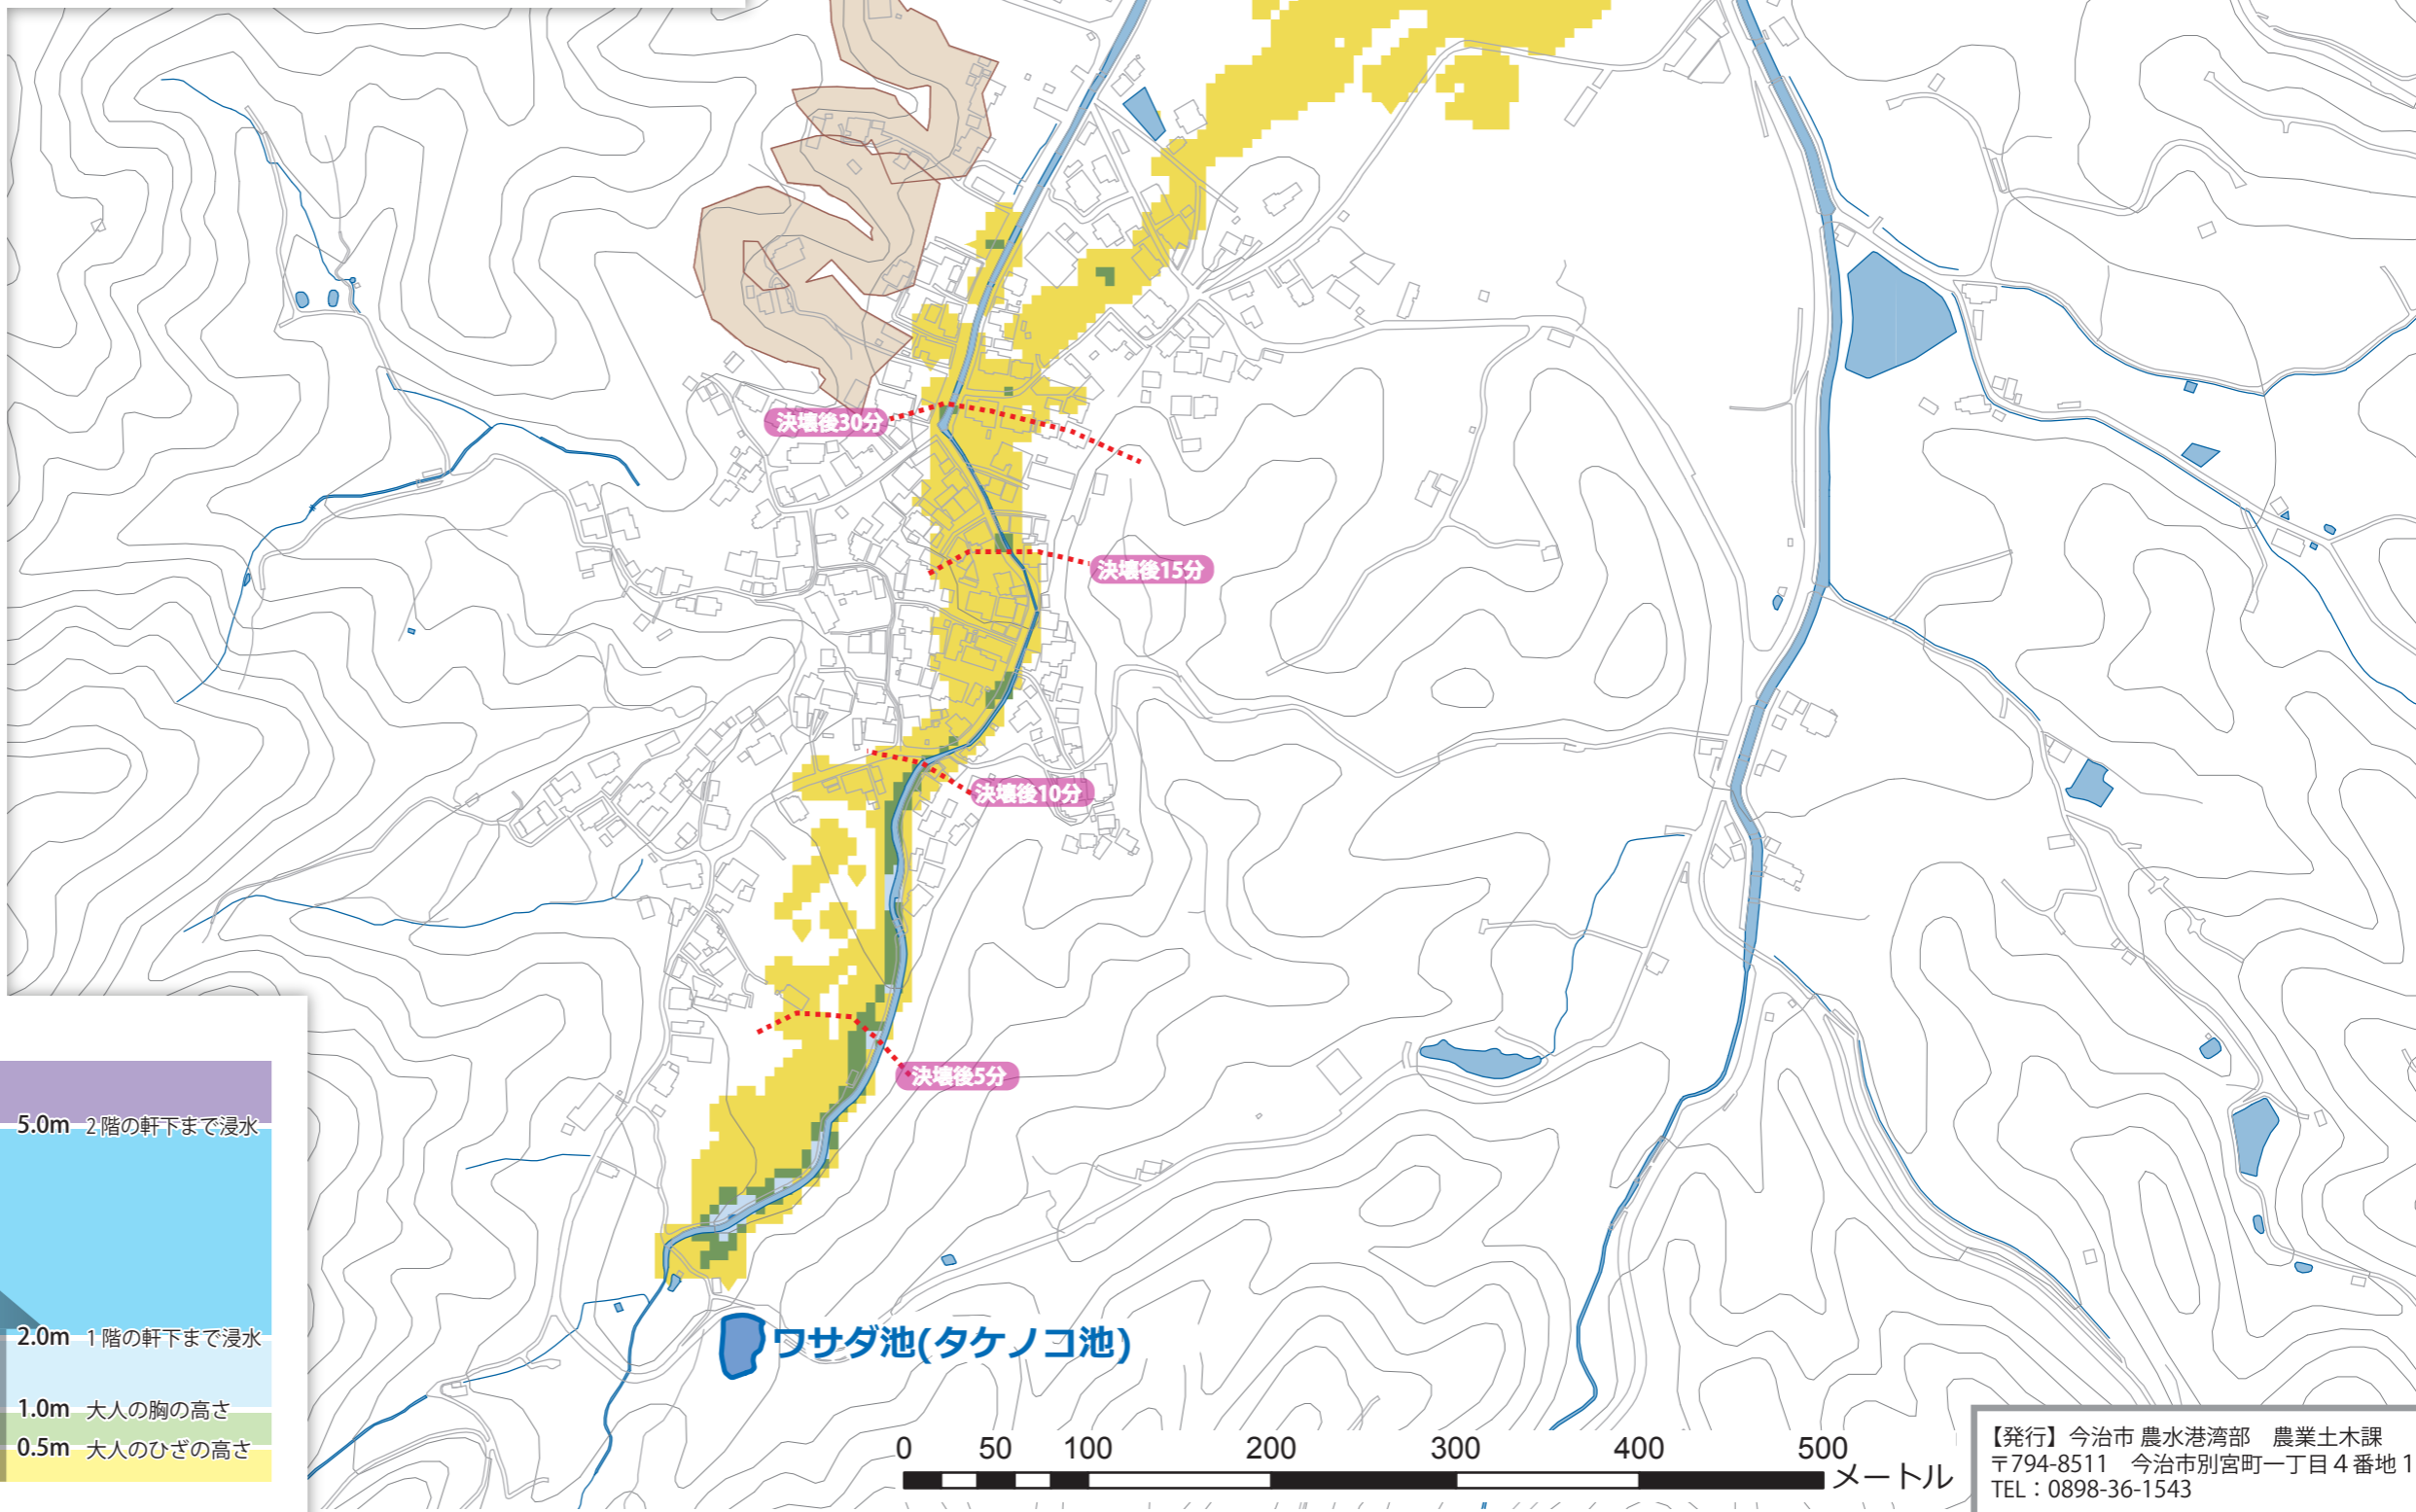 決壊後30分
決壊後15分
決壊後10分
決壊後5分
5.0m 2階の軒下まで浸水
2.0m 1階の軒下まで浸水
1.0m 大人の胸の高さ
0.5m 大人のひざの高さ
ワサダ池(タケノコ池)
0 50 100 200 300 400 500
メートル
【発行】今治市 農水港湾部 農業土木課
〒794-8511 今治市別宮町一丁目4番地1
TEL：0898-36-1543